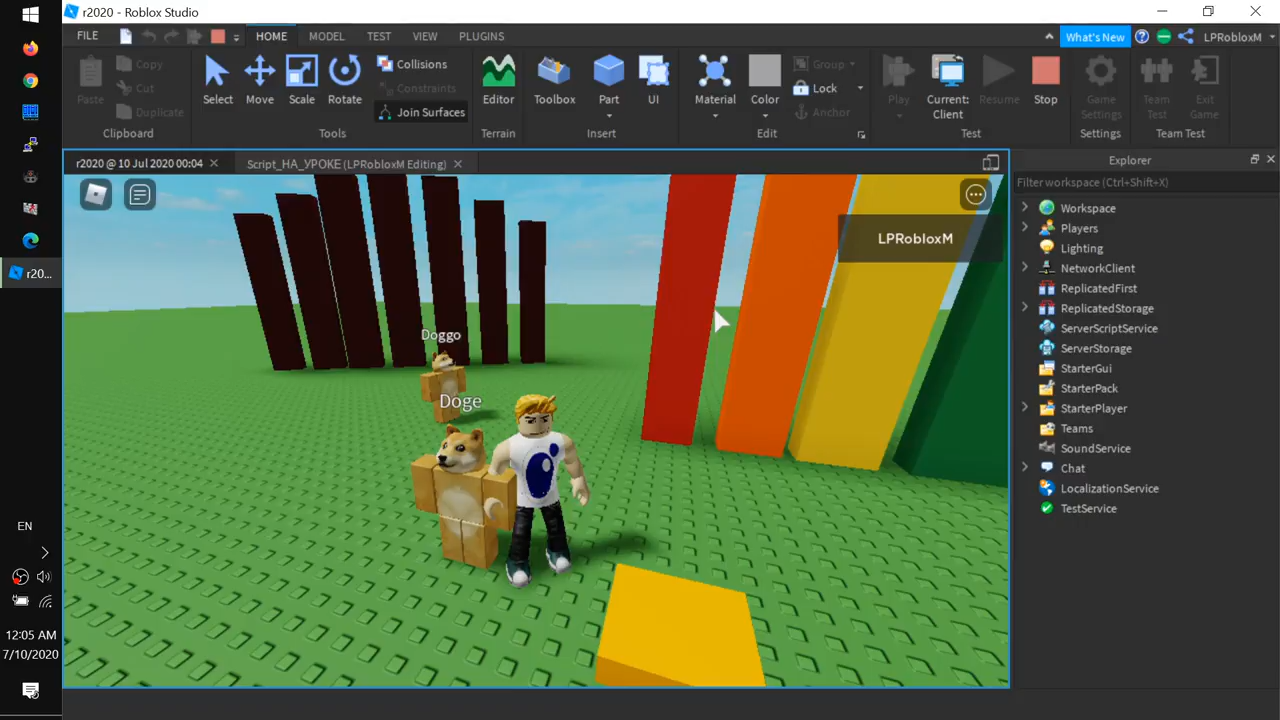 r2020 - Roblox Studio
FILE
HOME
MODEL
TEST
VIEW
PLUGINS
What's New
LPRobloxM
Paste
Copy
Cut
Duplicate
Clipboard
Select
Move
Scale
Rotate
Collisions
Constraints
Join Surfaces
Tools
Editor
Terrain
Toolbox
Part
UI
Insert
Material
Color
Group
Lock
Anchor
Edit
Play
Current:
Client
Resume
Stop
Test
Game
Settings
Settings
Team
Test
Exit
Game
Team Test
r2020 @ 10 Jul 2020 00:04
Script_НА_УРОКЕ (LPRobloxM Editing)
Explorer
Filter workspace (Ctrl+Shift+X)
Workspace
Players
Lighting
NetworkClient
ReplicatedFirst
ReplicatedStorage
ServerScriptService
ServerStorage
StarterGui
StarterPack
StarterPlayer
Teams
SoundService
Chat
LocalizationService
TestService
LPRobloxM
Doggo
Doge
r20...
EN
12:05 AM
7/10/2020